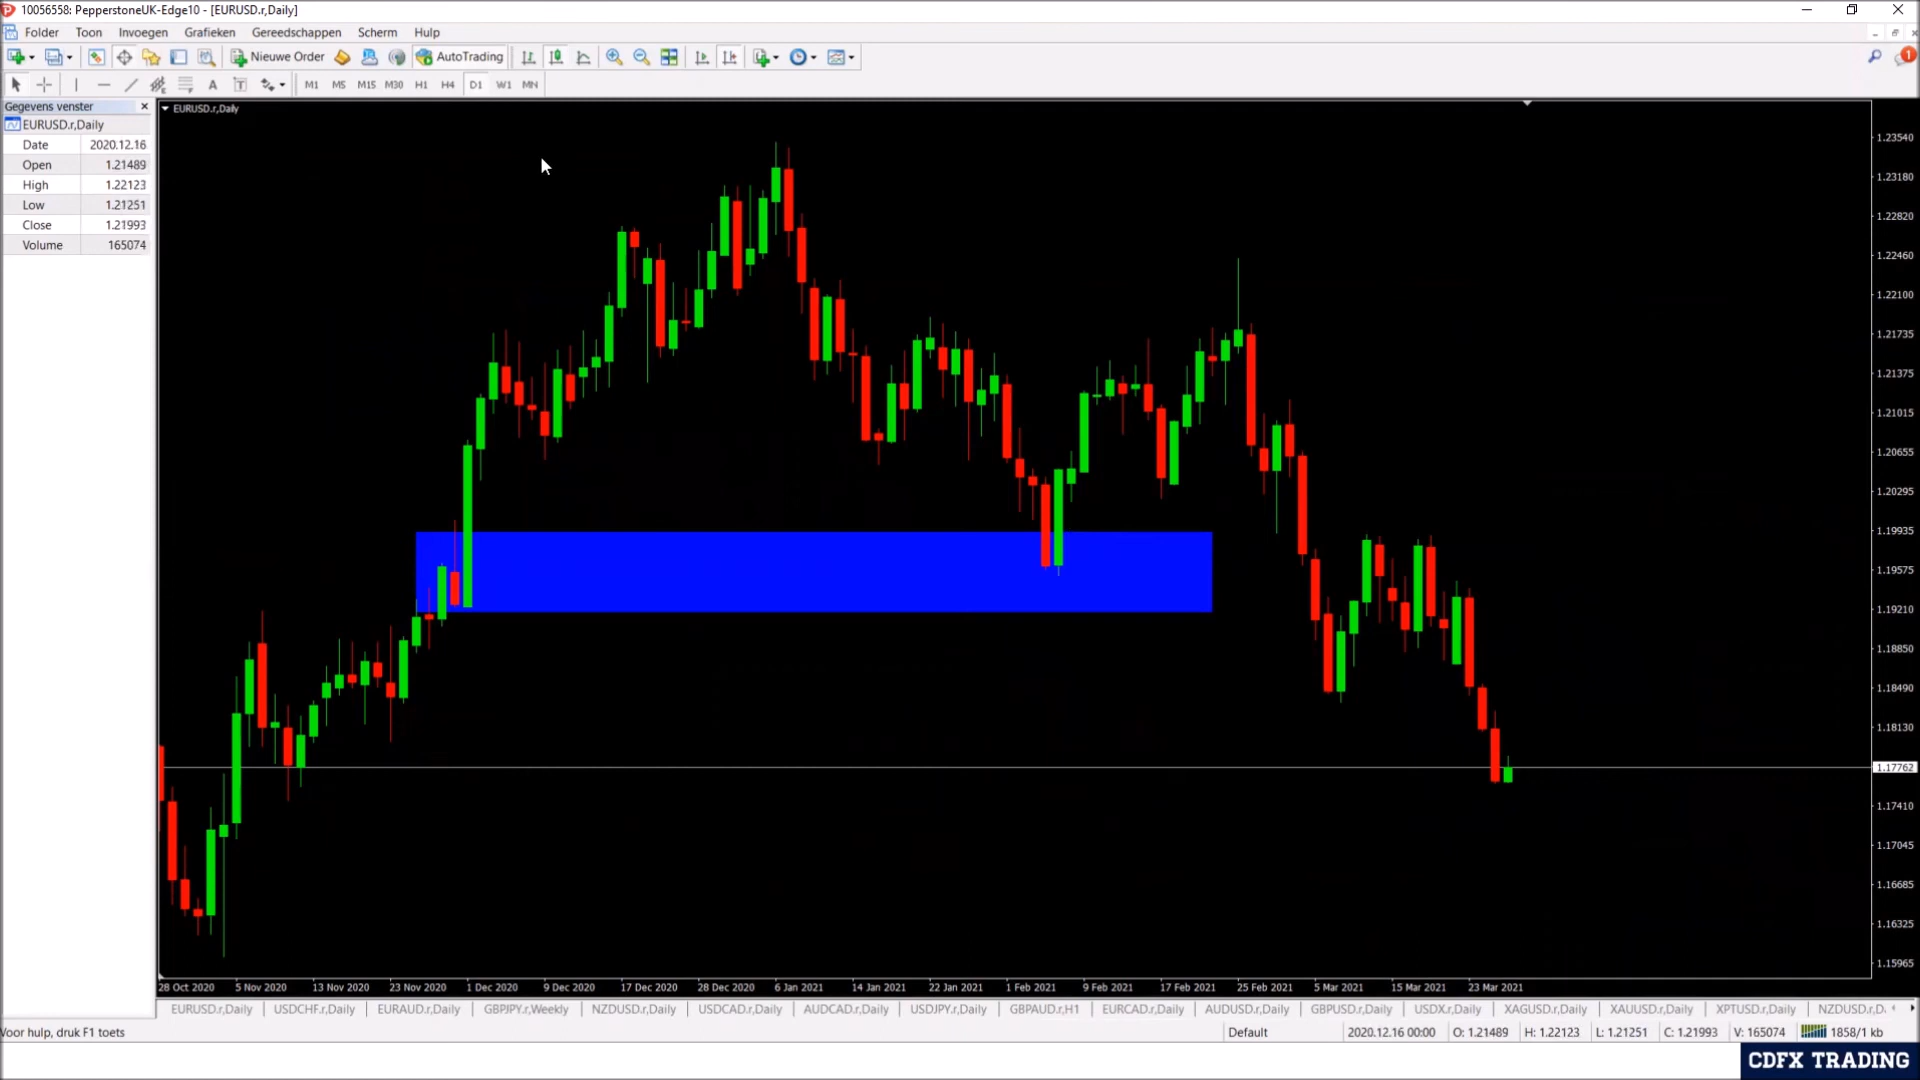 10056558: PepperstoneUK-Edge10 - [EURUSD.r,Daily]
Folder Toon Invoegen Grafieken Gereedschappen Scherm Hulp
Nieuwe Order AutoTrading 1
A T M1 M5 M15 M30 H1 H4 D1 W1 MN
Gegevens venster
EURUSD.r,Daily
EURUSD.r,Daily
Date 2020.12.16
Open 1.21489
High 1.22123
Low 1.21251
Close 1.21993
Volume 165074
1.23540
1.23180
1.22820
1.22460
1.22100
1.21735
1.21375
1.21015
1.20655
1.20295
1.19935
1.19575
1.19210
1.18850
1.18490
1.18130
1.17762
1.17410
1.17045
1.16685
1.16325
1.15965
28 Oct 2020 5 Nov 2020 13 Nov 2020 23 Nov 2020 1 Dec 2020 9 Dec 2020 17 Dec 2020 28 Dec 2020 6 Jan 2021 14 Jan 2021 22 Jan 2021 1 Feb 2021 9 Feb 2021 17 Feb 2021 25 Feb 2021 5 Mar 2021 15 Mar 2021 23 Mar 2021
EURUSD.r,Daily USDCHF.r,Daily EURAUD.r,Daily GBPJPY.r,Weekly NZDUSD.r,Daily USDCAD.r,Daily AUDCAD.r,Daily USDJPY.r,Daily GBPAUD.r,H1 EURCAD.r,Daily AUDUSD.r,Daily GBPUSD.r,Daily USDX.r,Daily XAGUSD.r,Daily XAUUSD.r,Daily XPTUSD.r,Daily NZDUSD.r,D.
Voor hulp, druk F1 toets Default 2020.12.16 00:00 O: 1.21489 H: 1.22123 L: 1.21251 C: 1.21993 V: 165074 1858/1 kb
CDFX TRADING